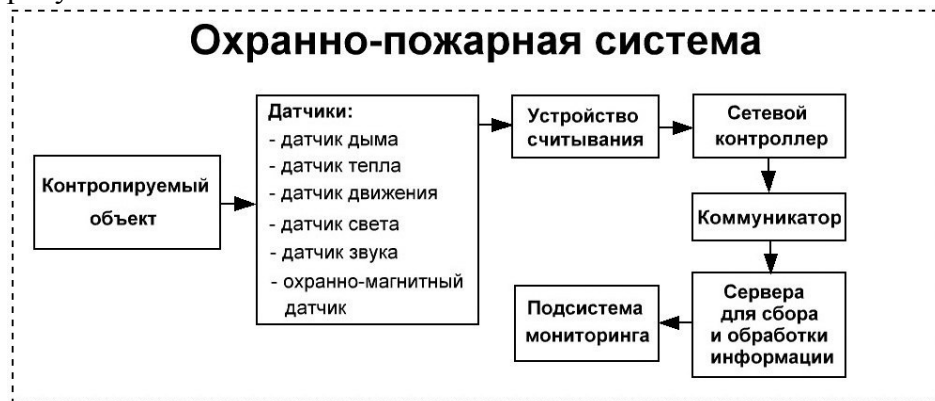 Охранно-пожарная система
Контролируемый
объект
Датчики:
- датчик дыма
- датчик тепла
- датчик движения
- датчик света
- датчик звука
- охранно-магнитный
датчик
Устройство
считывания
Сетевой
контроллер
Коммуникатор
Сервера
для сбора
и обработки
информации
Подсистема
мониторинга